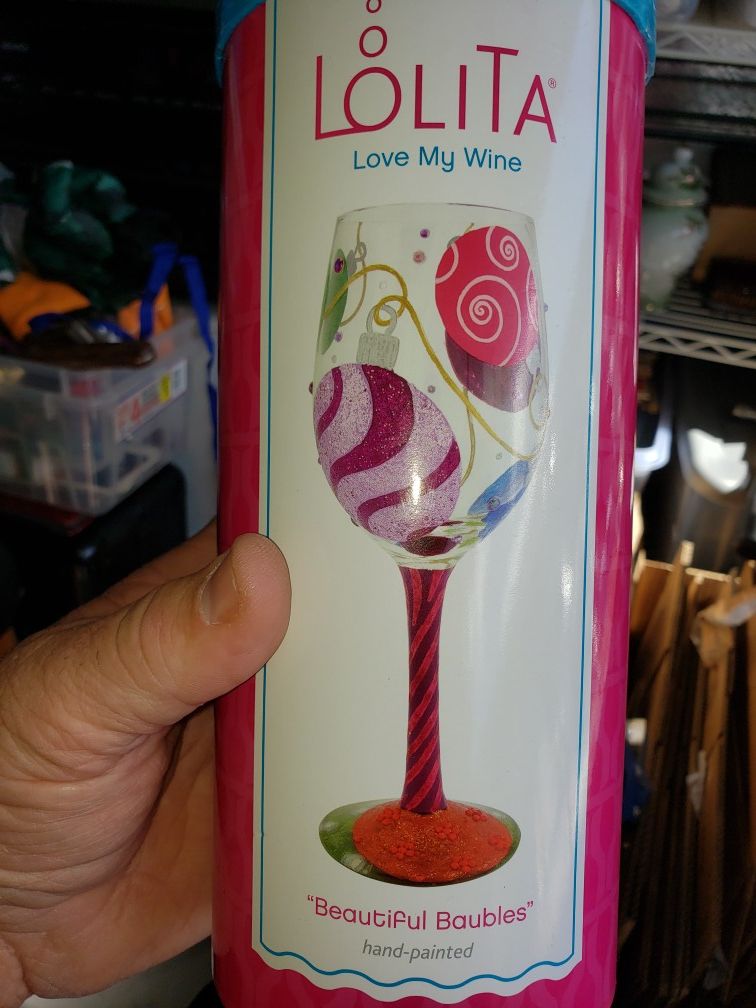 LOLITA®
Love My Wine
"Beautiful Baubles"
hand-painted